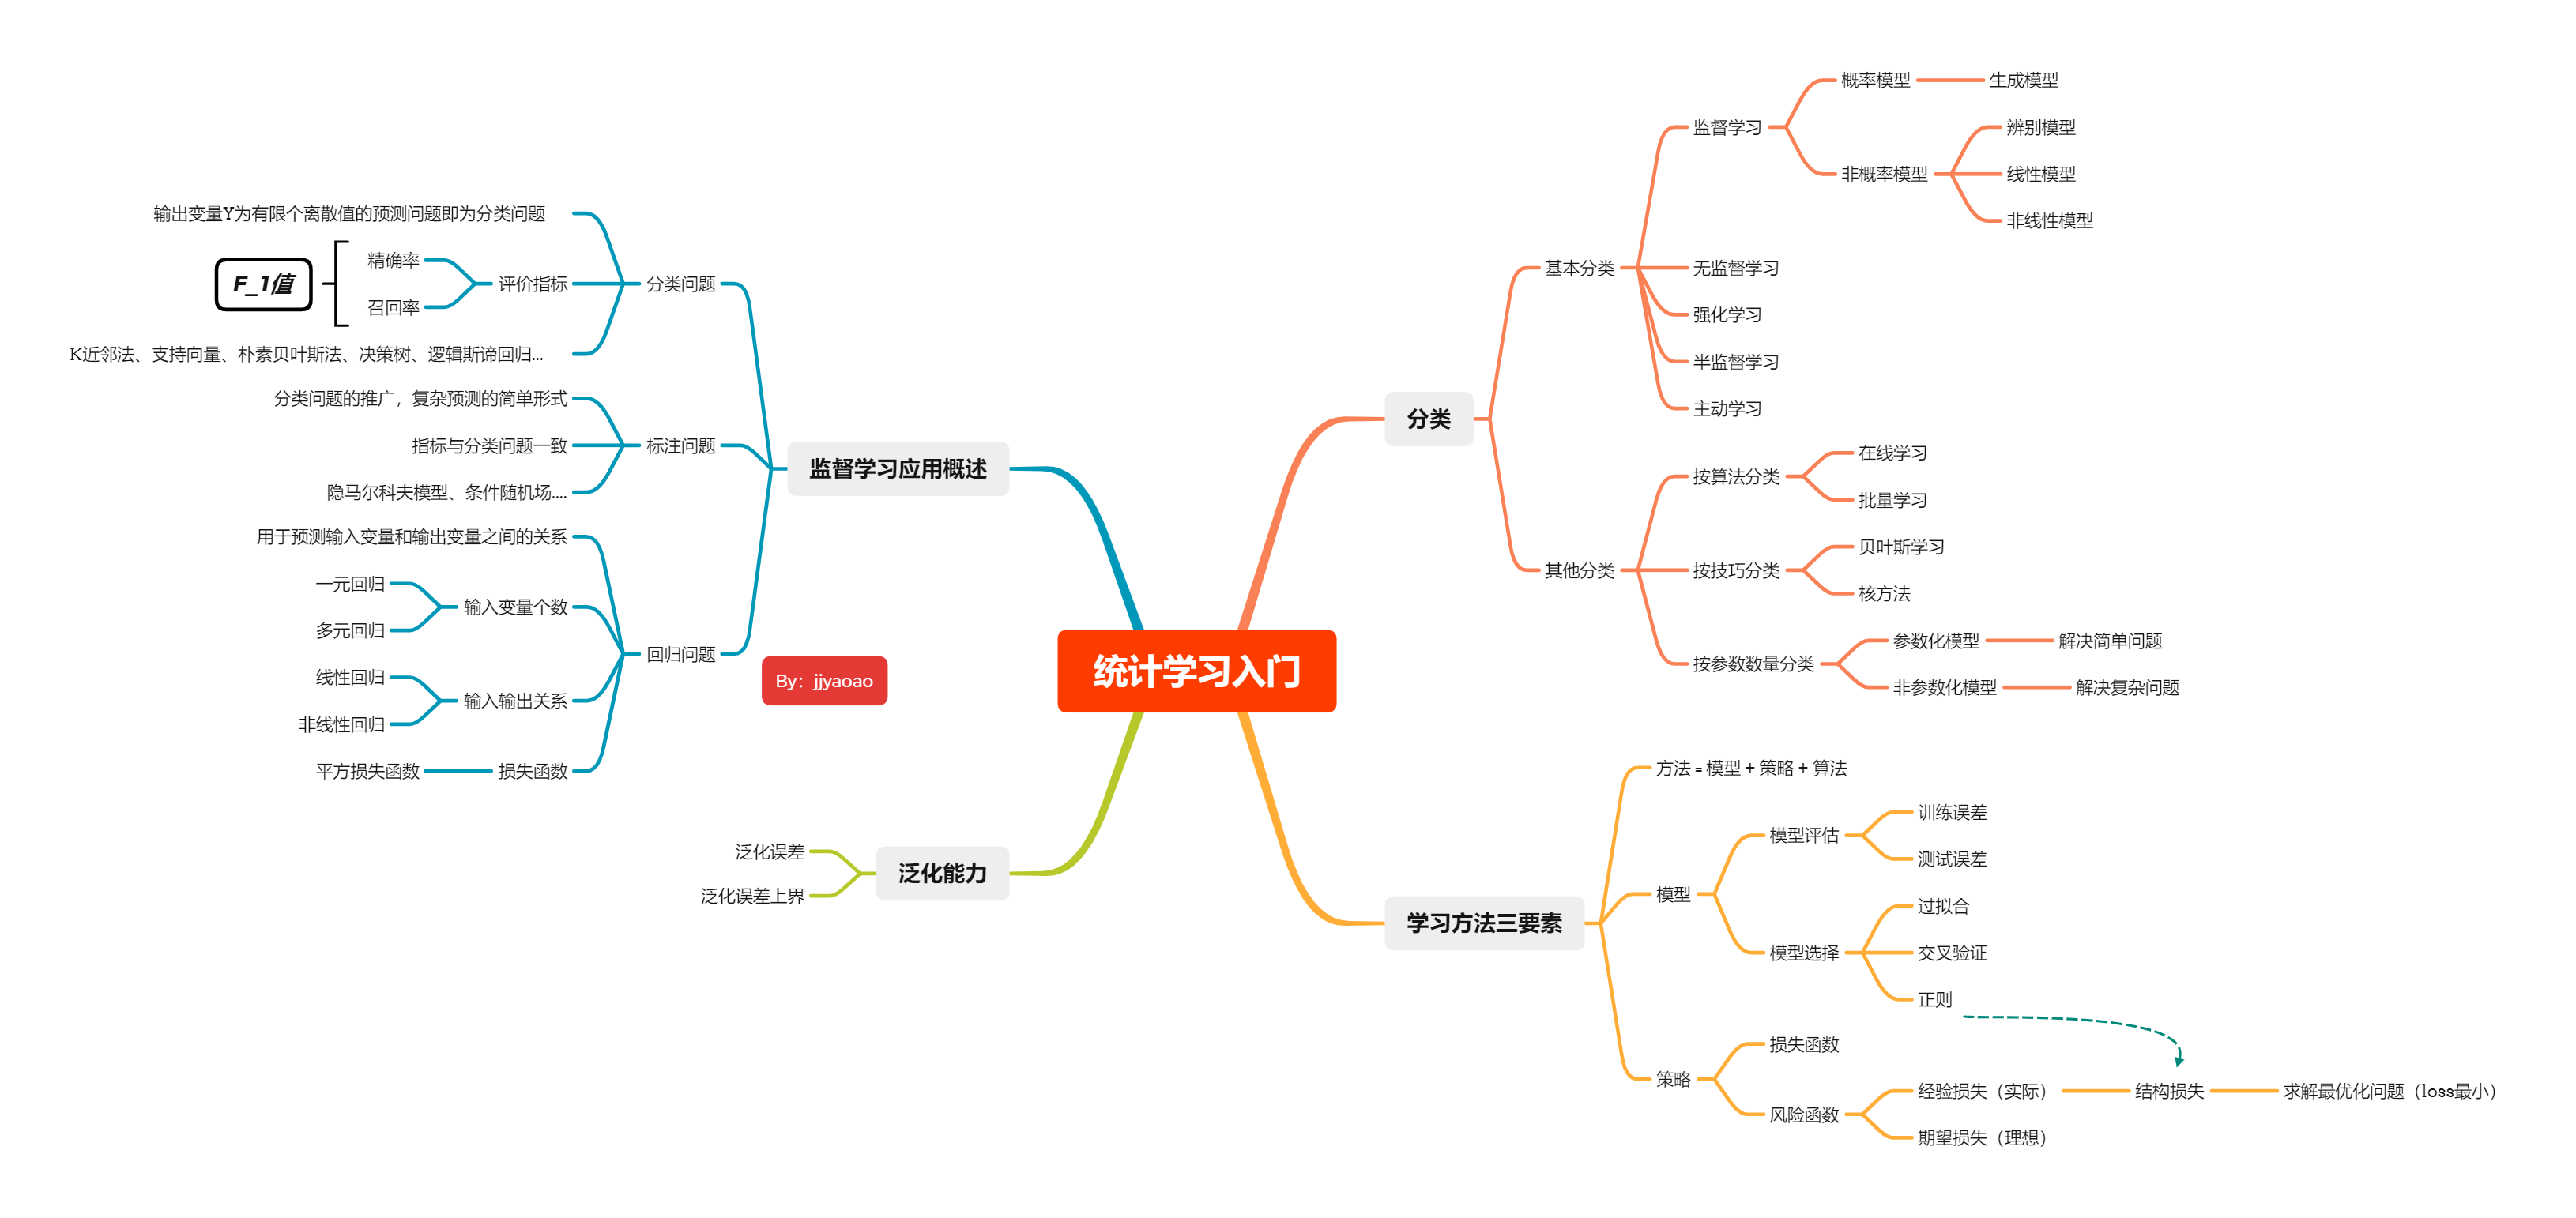 统计学习入门
By：jjyaoao
分类
基本分类
监督学习
概率模型
生成模型
非概率模型
辨别模型
线性模型
非线性模型
无监督学习
强化学习
半监督学习
主动学习
其他分类
按算法分类
在线学习
批量学习
按技巧分类
贝叶斯学习
核方法
按参数数量分类
参数化模型
解决简单问题
非参数化模型
解决复杂问题
学习方法三要素
方法 = 模型 + 策略 + 算法
模型
模型评估
训练误差
测试误差
模型选择
过拟合
交叉验证
正则
策略
损失函数
风险函数
经验损失（实际）
结构损失
求解最优化问题（loss最小）
期望损失（理想）
监督学习应用概述
分类问题
输出变量Y为有限个离散值的预测问题即为分类问题
评价指标
精确率
召回率
F_1值
K近邻法、支持向量、朴素贝叶斯法、决策树、逻辑斯谛回归...
标注问题
分类问题的推广，复杂预测的简单形式
指标与分类问题一致
隐马尔科夫模型、条件随机场....
回归问题
用于预测输入变量和输出变量之间的关系
输入变量个数
一元回归
多元回归
输入输出关系
线性回归
非线性回归
损失函数
平方损失函数
泛化能力
泛化误差
泛化误差上界